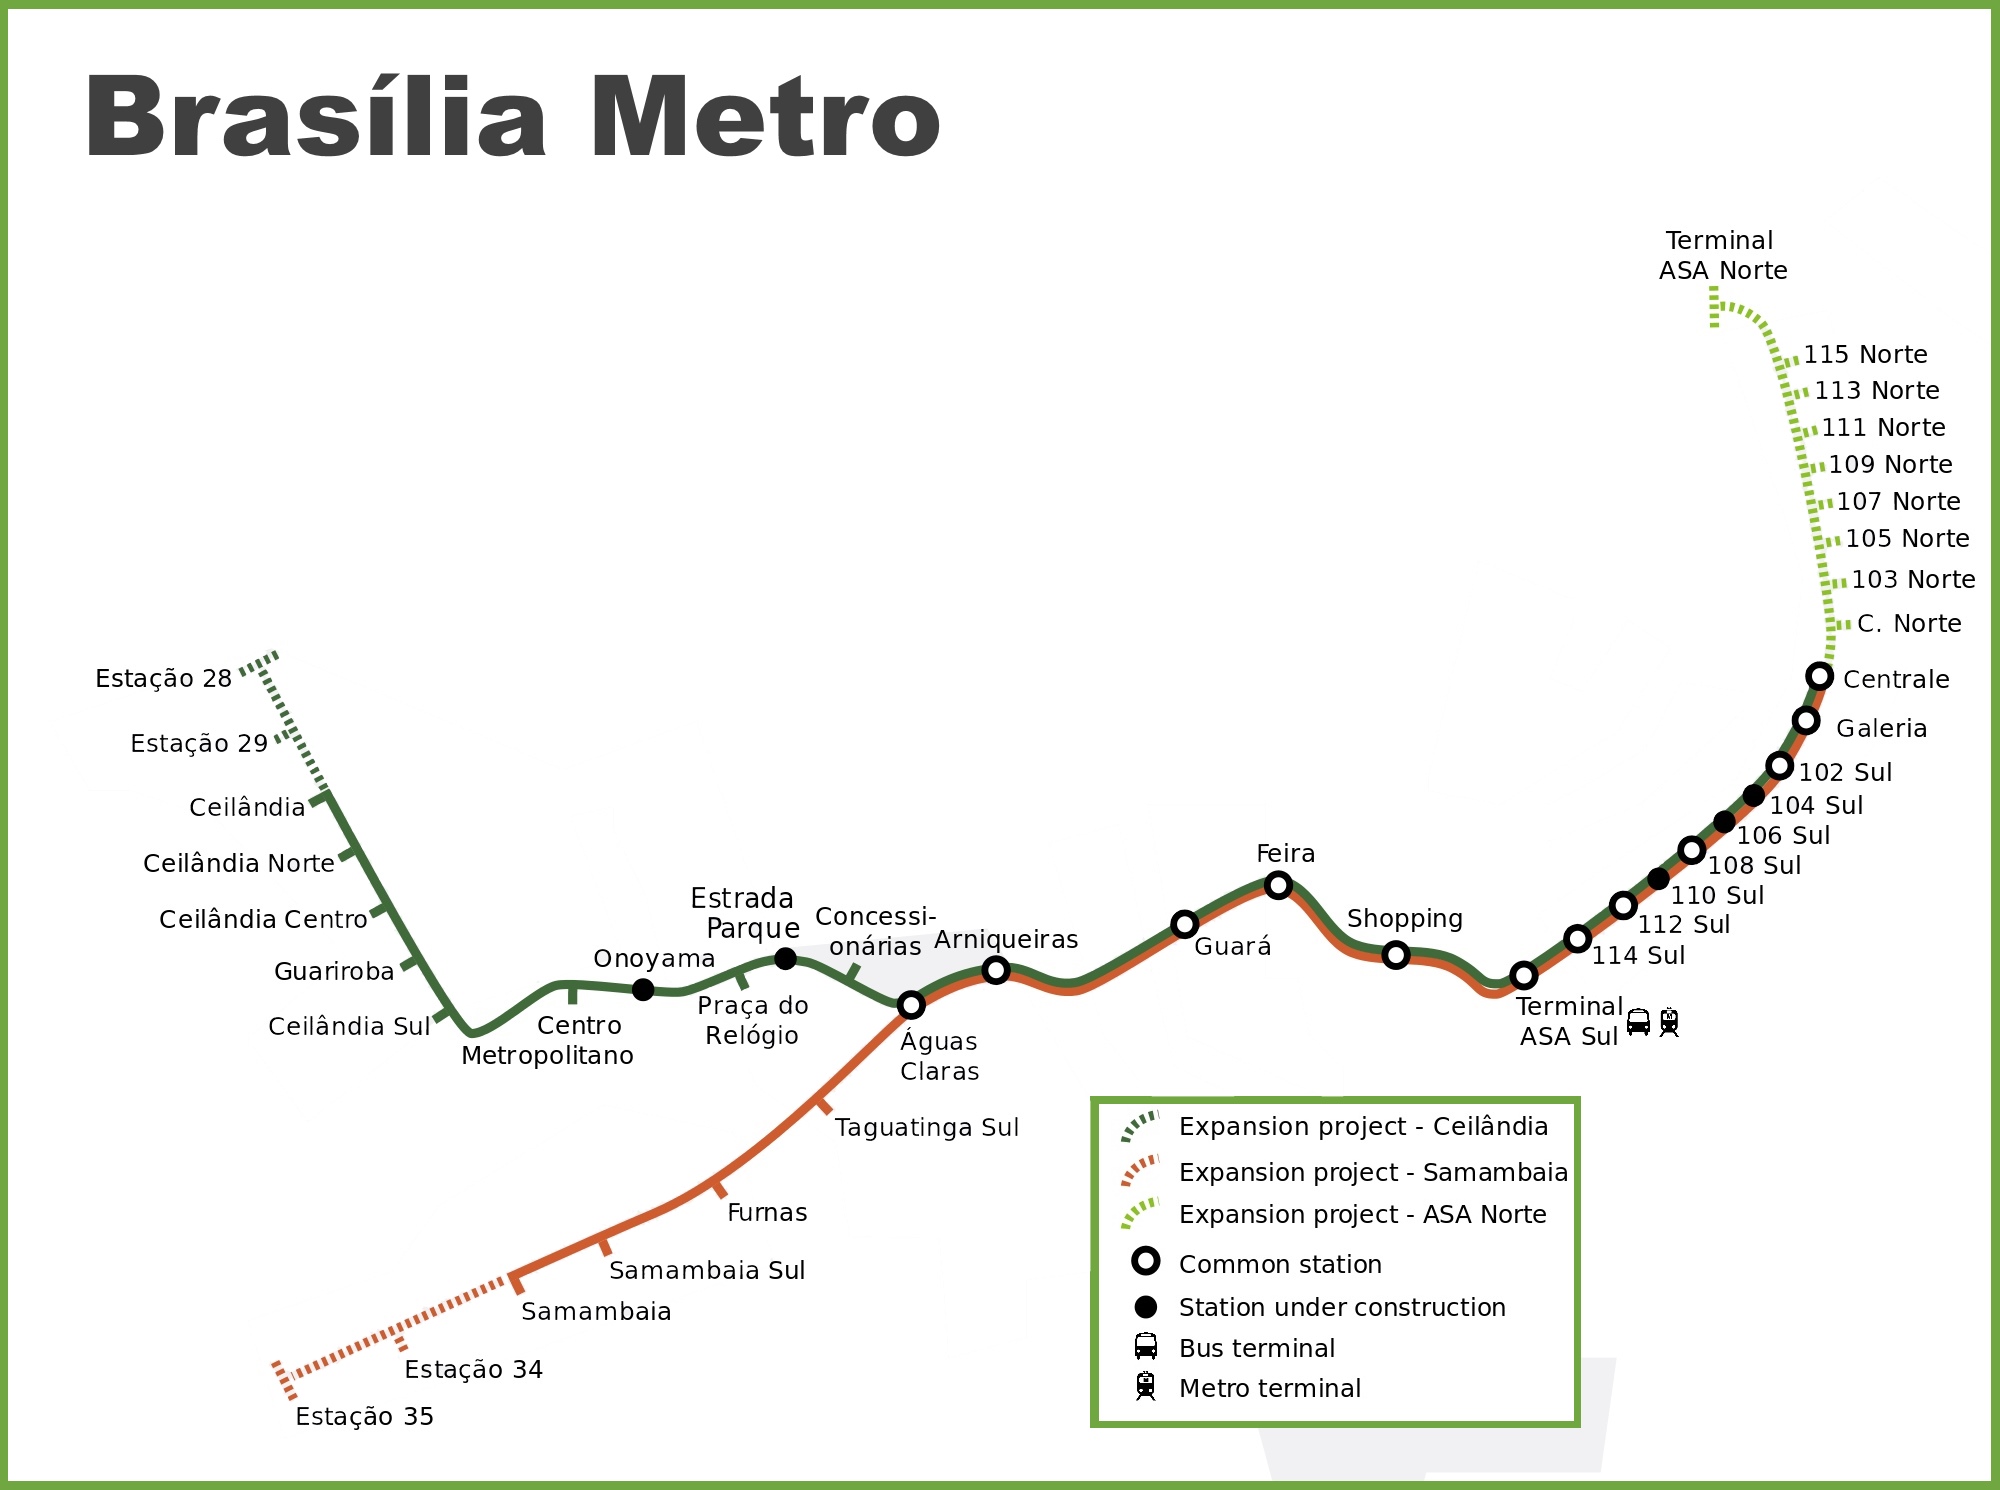 Brasília Metro
Terminal
ASA Norte
115 Norte
113 Norte
111 Norte
109 Norte
107 Norte
105 Norte
103 Norte
C. Norte
Centrale
Galeria
102 Sul
104 Sul
106 Sul
108 Sul
110 Sul
112 Sul
114 Sul
Terminal
ASA Sul
Shopping
Feira
Guará
Arniqueiras
Águas
Claras
Concessi-
onárias
Estrada
Parque
Praça do
Relógio
Onoyama
Centro
Metropolitano
Estação 28
Estação 29
Ceilândia
Ceilândia Norte
Ceilândia Centro
Guariroba
Ceilândia Sul
Taguatinga Sul
Furnas
Samambaia Sul
Samambaia
Estação 34
Estação 35
Expansion project - Ceilândia
Expansion project - Samambaia
Expansion project - ASA Norte
Common station
Station under construction
Bus terminal
Metro terminal